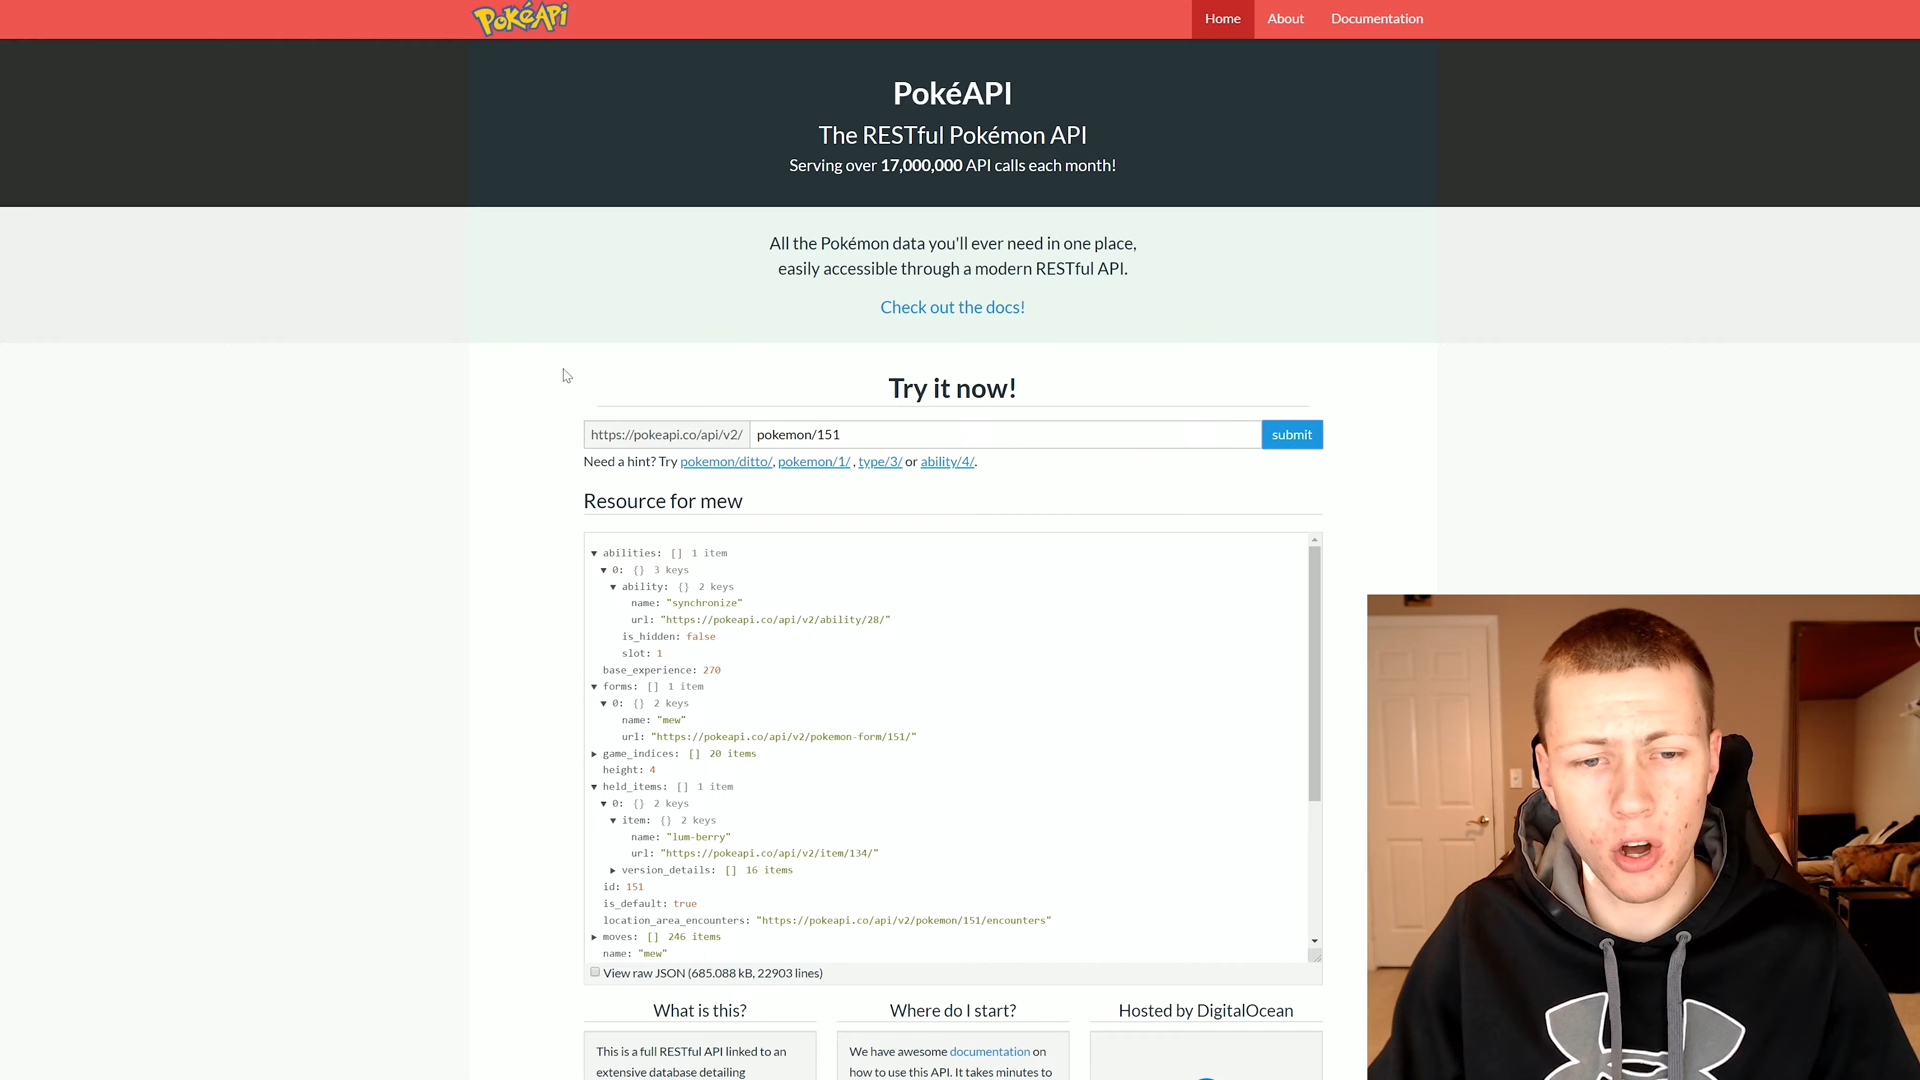 PokéAPi
Home
About
Documentation
PokéAPI
The RESTful Pokémon API
Serving over 17,000,000 API calls each month!
All the Pokémon data you'll ever need in one place,
easily accessible through a modern RESTful API.
Check out the docs!
Try it now!
https://pokeapi.co/api/v2/ pokemon/151 submit
Need a hint? Try pokemon/ditto/, pokemon/1/ , type/3/ or ability/4/.
Resource for mew
▼ abilities: [] 1 item
▼ 0: {} 3 keys
▼ ability: {} 2 keys
name: "synchronize"
url: "https://pokeapi.co/api/v2/ability/28/"
is_hidden: false
slot: 1
base_experience: 270
▼ forms: [] 1 item
▼ 0: {} 2 keys
name: "mew"
url: "https://pokeapi.co/api/v2/pokemon-form/151/"
▶ game_indices: [] 20 items
height: 4
▼ held_items: [] 1 item
▼ 0: {} 2 keys
▼ item: {} 2 keys
name: "lum-berry"
url: "https://pokeapi.co/api/v2/item/134/"
▶ version_details: [] 16 items
id: 151
is_default: true
location_area_encounters: "https://pokeapi.co/api/v2/pokemon/151/encounters"
▶ moves: [] 246 items
name: "mew"
View raw JSON (685.088 kB, 22903 lines)
What is this?
This is a full RESTful API linked to an
extensive database detailing
Where do I start?
We have awesome documentation on
how to use this API. It takes minutes to
Hosted by DigitalOcean